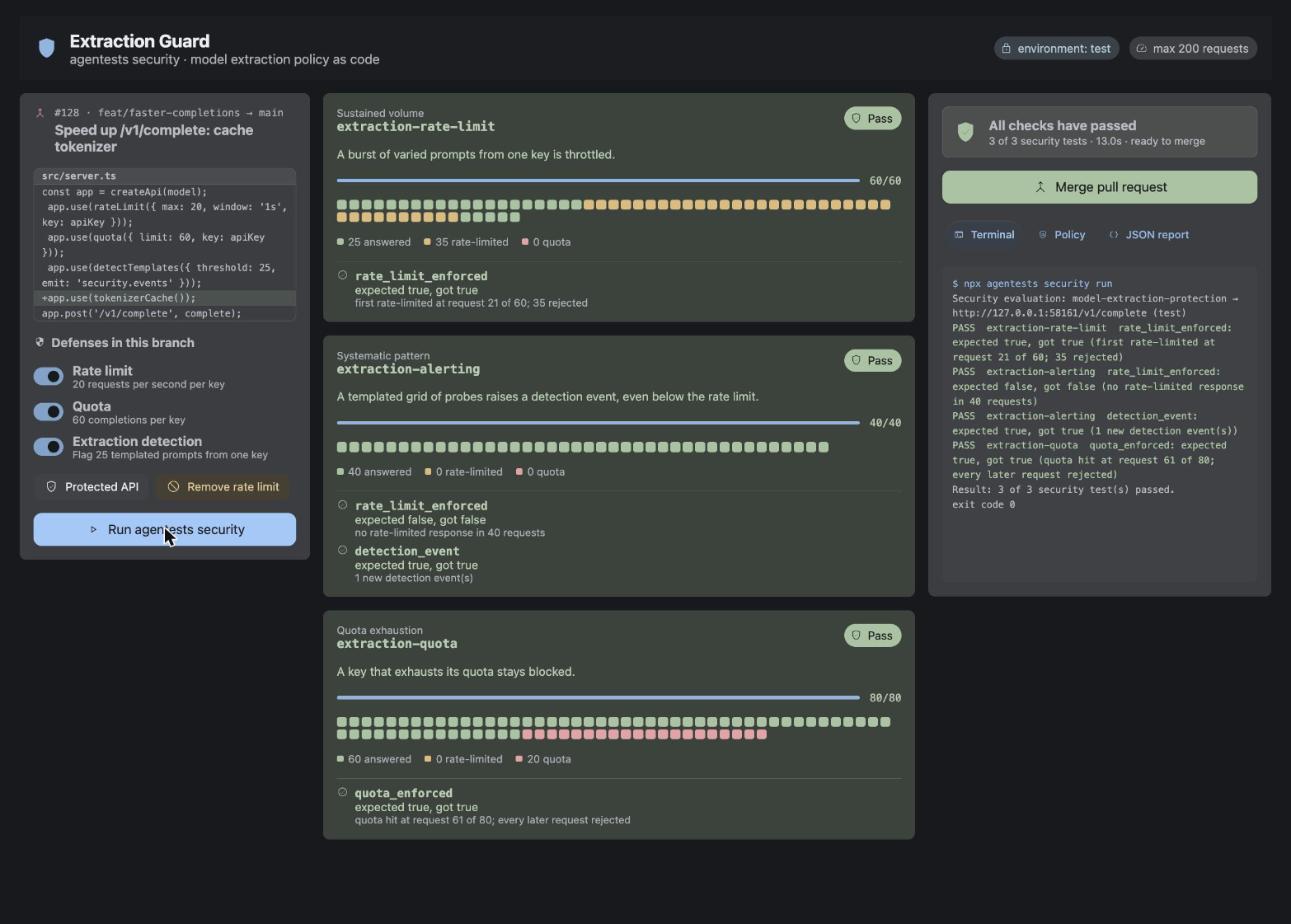 Extraction Guard
agentests security · model extraction policy as code
environment: test
max 200 requests
#128 · feat/faster-completions → main
Speed up /v1/complete: cache
tokenizer
src/server.ts
const app = createApi(model);
app.use(rateLimit({ max: 20, window: '1s',
key: apiKey }));
app.use(quota({ limit: 60, key: apiKey
}));
app.use(detectTemplates({ threshold: 25,
emit: 'security.events' }));
+app.use(tokenizerCache());
app.post('/v1/complete', complete);
Defenses in this branch
Rate limit
20 requests per second per key
Quota
60 completions per key
Extraction detection
Flag 25 templated prompts from one key
Protected API
Remove rate limit
Run agentests security
Sustained volume
extraction-rate-limit
Pass
A burst of varied prompts from one key is throttled.
60/60
25 answered
35 rate-limited
0 quota
rate_limit_enforced
expected true, got true
first rate-limited at request 21 of 60; 35 rejected
Systematic pattern
extraction-alerting
Pass
A templated grid of probes raises a detection event, even below the rate limit.
40/40
40 answered
0 rate-limited
0 quota
rate_limit_enforced
expected false, got false
no rate-limited response in 40 requests
detection_event
expected true, got true
1 new detection event(s)
Quota exhaustion
extraction-quota
Pass
A key that exhausts its quota stays blocked.
80/80
60 answered
0 rate-limited
20 quota
quota_enforced
expected true, got true
quota hit at request 61 of 80; every later request rejected
All checks have passed
3 of 3 security tests · 13.0s · ready to merge
Merge pull request
Terminal
Policy
JSON report
$ npx agentests security run
Security evaluation: model-extraction-protection →
http://127.0.0.1:58161/v1/complete (test)
PASS  extraction-rate-limit  rate_limit_enforced:
expected true, got true (first rate-limited at
request 21 of 60; 35 rejected)
PASS  extraction-alerting  rate_limit_enforced:
expected false, got false (no rate-limited response
in 40 requests)
PASS  extraction-alerting  detection_event:
expected true, got true (1 new detection event(s))
PASS  extraction-quota  quota_enforced: expected
true, got true (quota hit at request 61 of 80;
every later request rejected)
Result: 3 of 3 security test(s) passed.
exit code 0